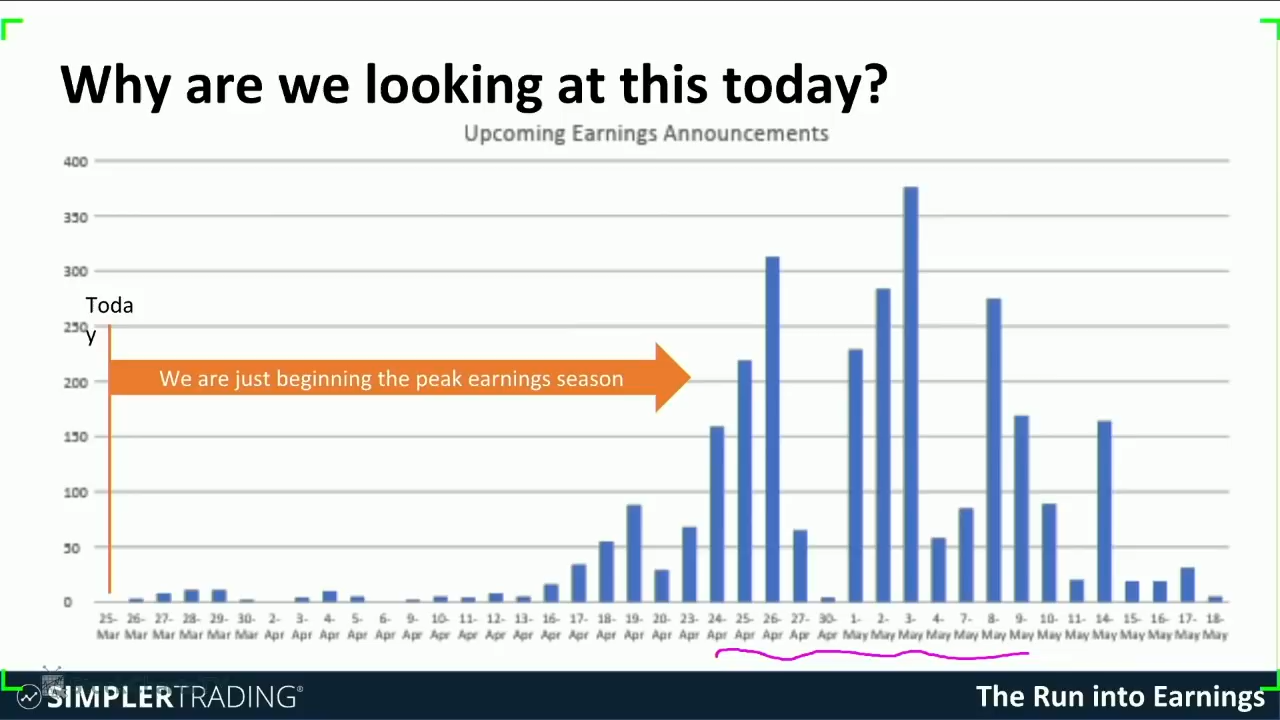 Why are we looking at this today?
Upcoming Earnings Announcements
400
350
300
250
200
150
100
50
0
Toda
y
We are just beginning the peak earnings season
25-Mar
26-Mar
27-Mar
28-Mar
29-Mar
30-Mar
2-Apr
3-Apr
4-Apr
5-Apr
6-Apr
9-Apr
10-Apr
11-Apr
12-Apr
13-Apr
16-Apr
17-Apr
18-Apr
19-Apr
20-Apr
23-Apr
24-Apr
25-Apr
26-Apr
27-Apr
30-Apr
1-May
2-May
3-May
4-May
7-May
8-May
9-May
10-May
11-May
14-May
15-May
16-May
17-May
18-May
SIMPLERTRADING®
The Run into Earnings